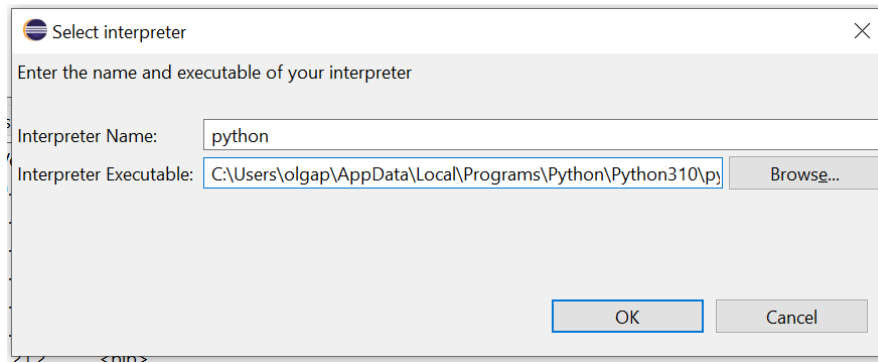 Select interpreter
Enter the name and executable of your interpreter
Interpreter Name: python
Interpreter Executable: C:\Users\olgap\AppData\Local\Programs\Python\Python310\py Browse...
OK Cancel